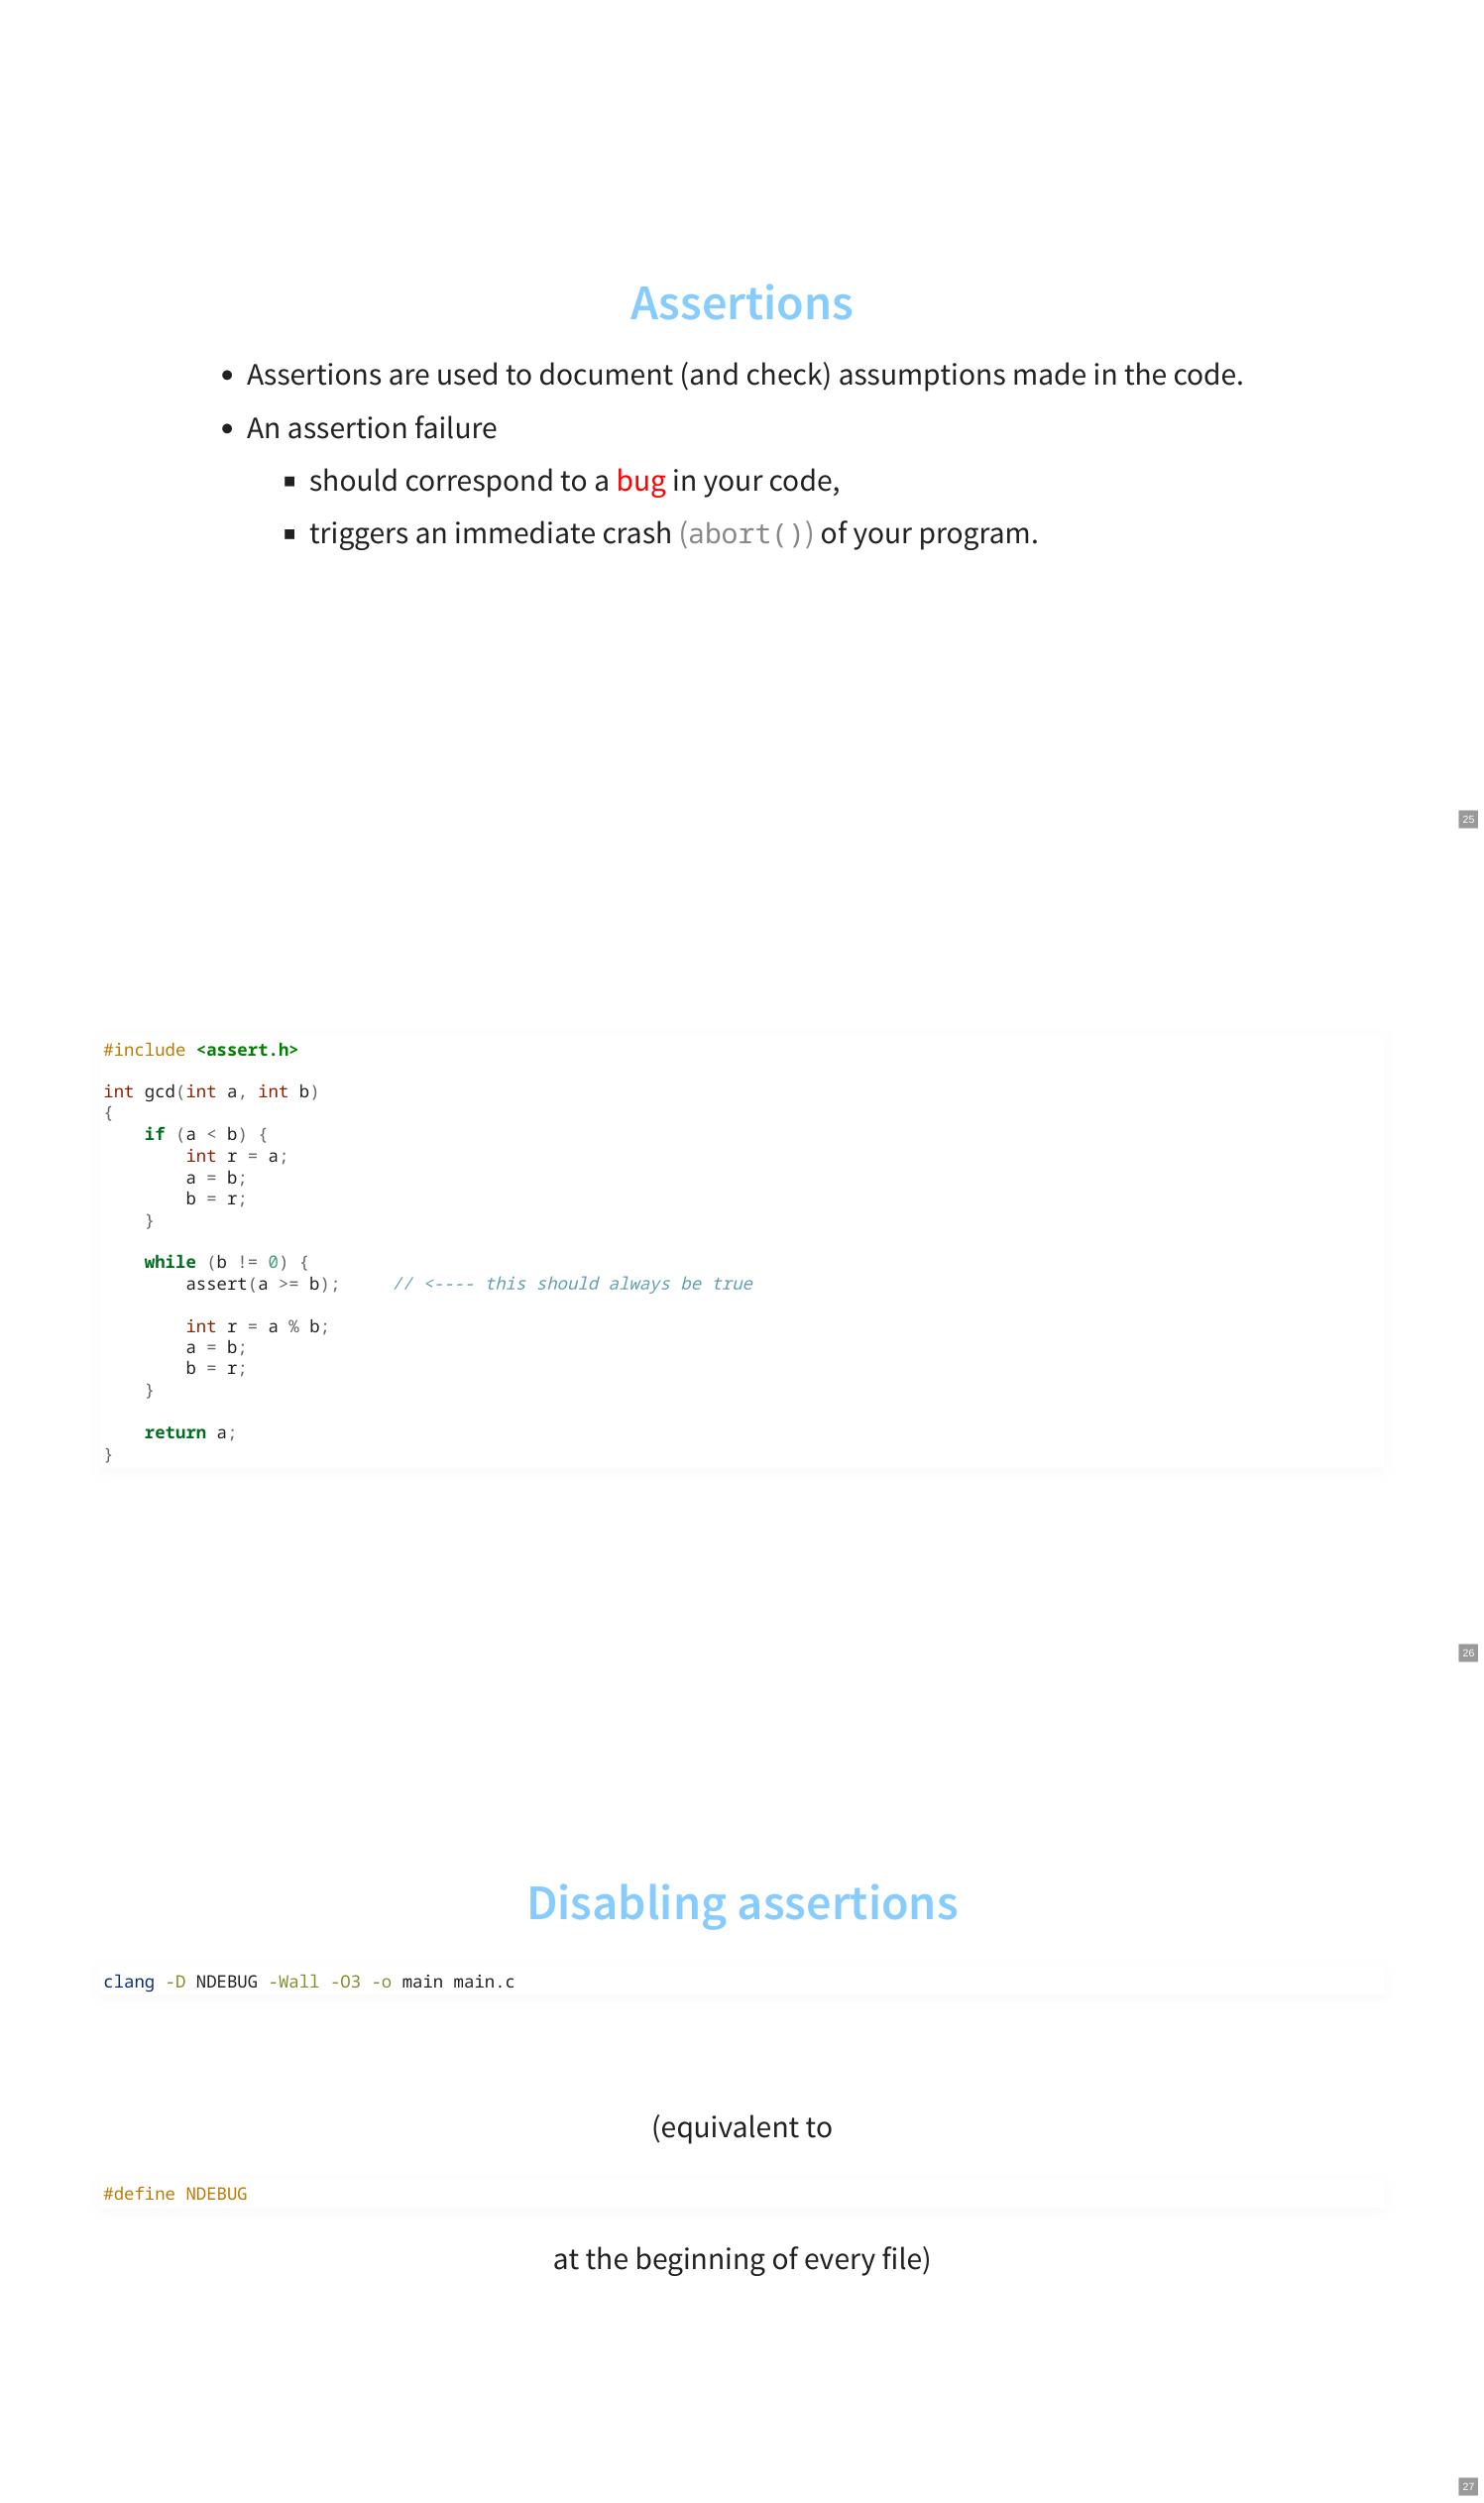 Assertions
• Assertions are used to document (and check) assumptions made in the code.
• An assertion failure
▪ should correspond to a bug in your code,
▪ triggers an immediate crash (abort()) of your program.
25
#include <assert.h>

int gcd(int a, int b)
{
    if (a < b) {
        int r = a;
        a = b;
        b = r;
    }

    while (b != 0) {
        assert(a >= b);     // <---- this should always be true

        int r = a % b;
        a = b;
        b = r;
    }

    return a;
}
26
Disabling assertions
clang -D NDEBUG -Wall -O3 -o main main.c
(equivalent to
#define NDEBUG
at the beginning of every file)
27